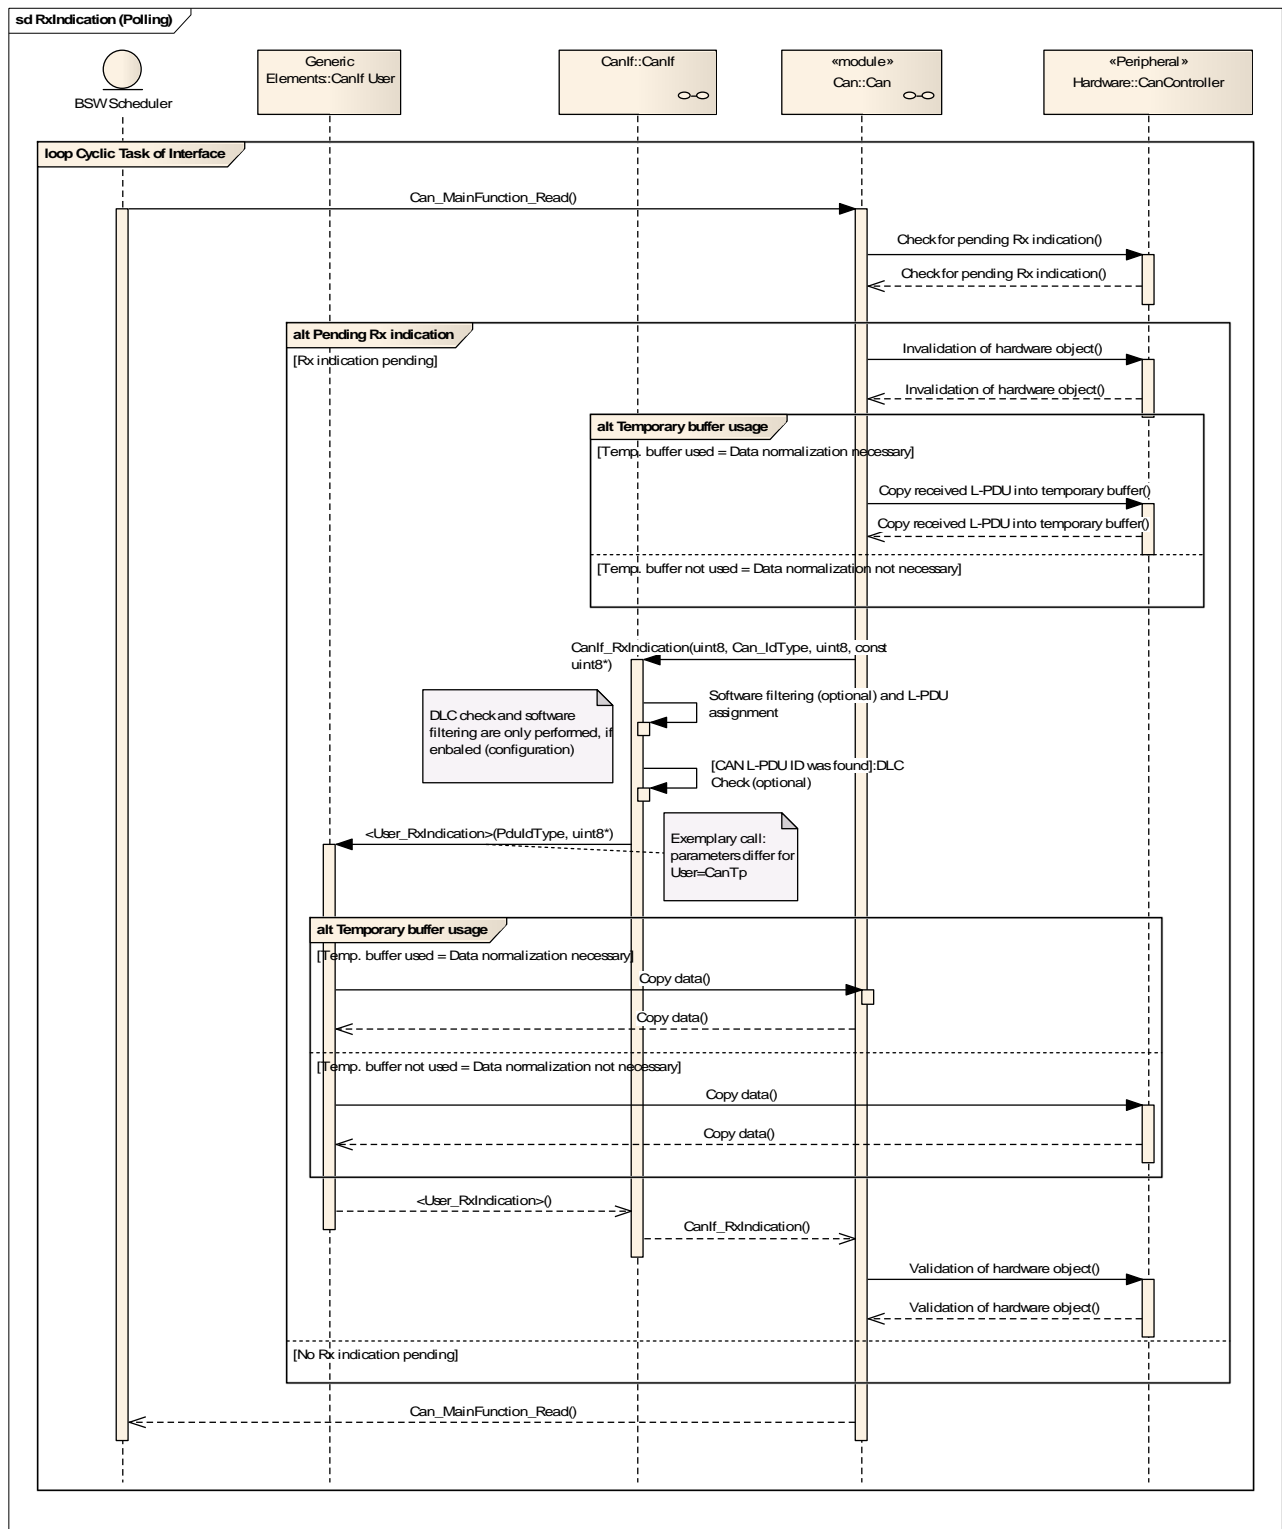 sd RxIndication (Polling)
BSW Scheduler
Generic
Elements::CanIf User
CanIf::CanIf
«module»
Can::Can
«Peripheral»
Hardware::CanController
loop Cyclic Task of Interface
Can_MainFunction_Read()
Check for pending Rx indication()
Check for pending Rx indication()
alt Pending Rx indication
[Rx indication pending]
Invalidation of hardware object()
Invalidation of hardware object()
alt Temporary buffer usage
[Temp. buffer used = Data normalization necessary]
Copy received L-PDU into temporary buffer()
Copy received L-PDU into temporary buffer()
[Temp. buffer not used = Data normalization not necessary]
CanIf_RxIndication(uint8, Can_IdType, uint8, const
uint8*)
Software filtering (optional) and L-PDU
assignment
DLC check and software
filtering are only performed, if
enbaled (configuration)
[CAN L-PDU ID was found]:DLC
Check (optional)
<User_RxIndication>(PduIdType, uint8*)
Exemplary call:
parameters differ for
User=CanTp
alt Temporary buffer usage
[Temp. buffer used = Data normalization necessary]
Copy data()
Copy data()
[Temp. buffer not used = Data normalization not necessary]
Copy data()
Copy data()
<User_RxIndication>()
CanIf_RxIndication()
Validation of hardware object()
Validation of hardware object()
[No Rx indication pending]
Can_MainFunction_Read()